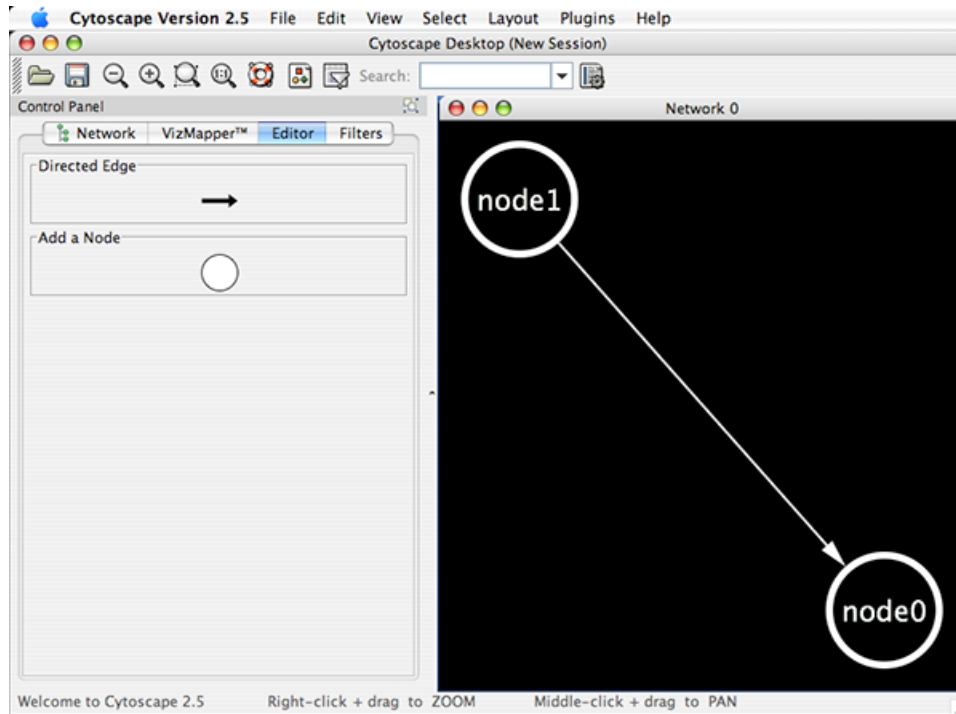 Cytoscape Version 2.5 File Edit View Select Layout Plugins Help
Cytoscape Desktop (New Session)
1:1 Search:
Control Panel
Network 0
Network VizMapper™ Editor Filters
Directed Edge
Add a Node
node1
node0
Welcome to Cytoscape 2.5 Right-click + drag to ZOOM Middle-click + drag to PAN